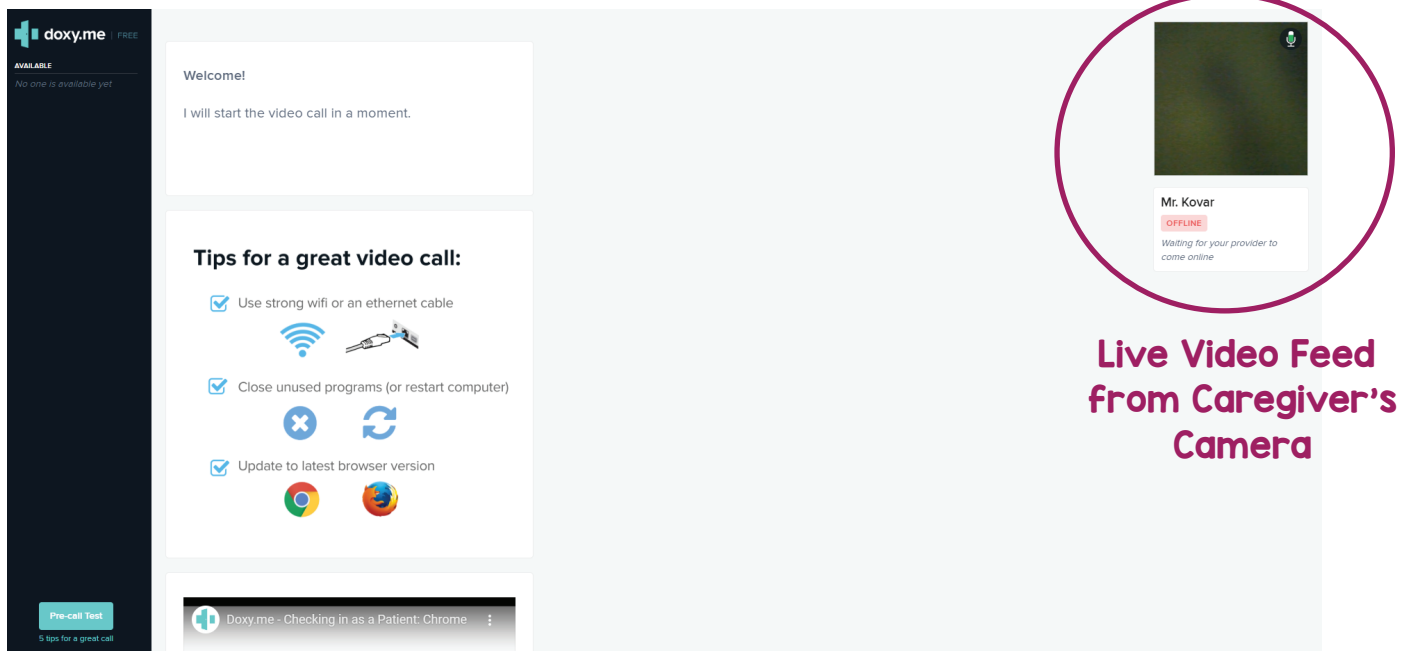 doxy.me | FREE
AVAILABLE
No one is available yet
Welcome!
I will start the video call in a moment.
Tips for a great video call:
Use strong wifi or an ethernet cable
Close unused programs (or restart computer)
Update to latest browser version
Doxy.me - Checking in as a Patient: Chrome
Pre-call Test
5 tips for a great call
Mr. Kovar
OFFLINE
Waiting for your provider to
come online
Live Video Feed
from Caregiver's
Camera